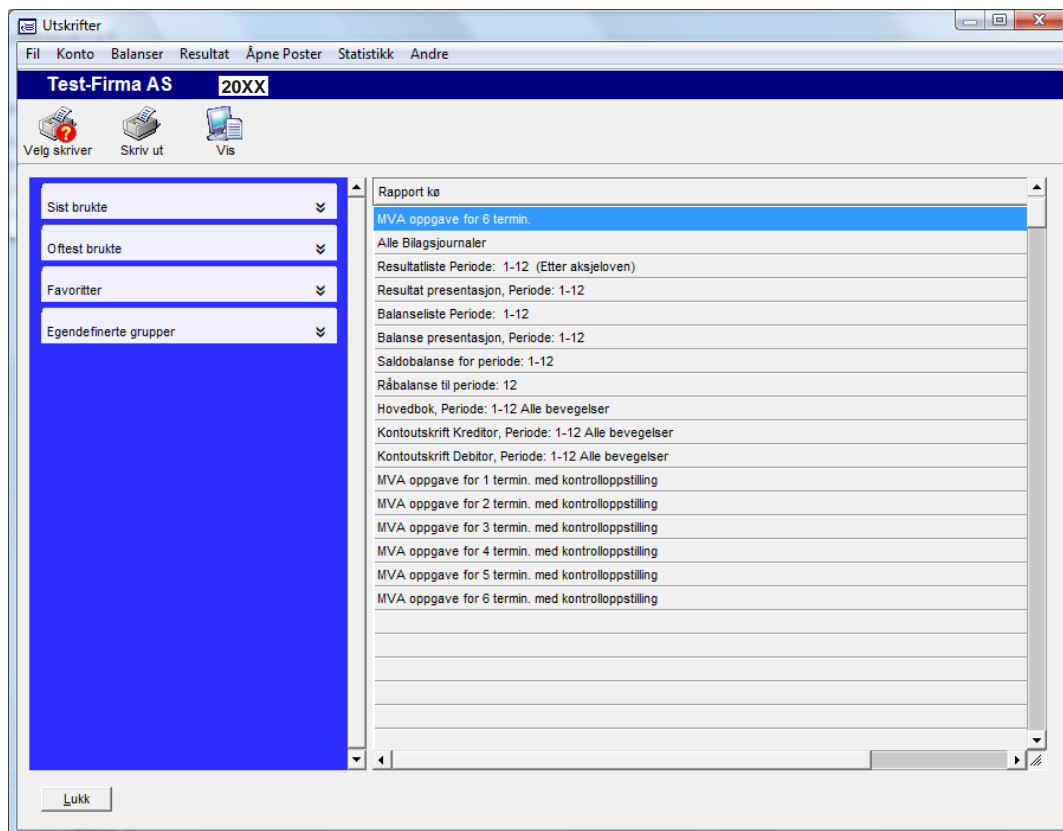 Utskrifter
Fil Konto Balanser Resultat Åpne Poster Statistikk Andre
Test-Firma AS 20XX
Velg skriver Skriv ut Vis
Sist brukte
Oftest brukte
Favoritter
Egendefinerte grupper
Rapport kø
MVA oppgave for 6 termin.
Alle Bilagsjournaler
Resultatliste Periode: 1-12 (Etter aksjeloven)
Resultat presentasjon, Periode: 1-12
Balanseliste Periode: 1-12
Balanse presentasjon, Periode: 1-12
Saldobalanse for periode: 1-12
Råbalanse til periode: 12
Hovedbok, Periode: 1-12 Alle bevegelser
Kontoutskrift Kreditor, Periode: 1-12 Alle bevegelser
Kontoutskrift Debitor, Periode: 1-12 Alle bevegelser
MVA oppgave for 1 termin. med kontrolloppstilling
MVA oppgave for 2 termin. med kontrolloppstilling
MVA oppgave for 3 termin. med kontrolloppstilling
MVA oppgave for 4 termin. med kontrolloppstilling
MVA oppgave for 5 termin. med kontrolloppstilling
MVA oppgave for 6 termin. med kontrolloppstilling
Lukk